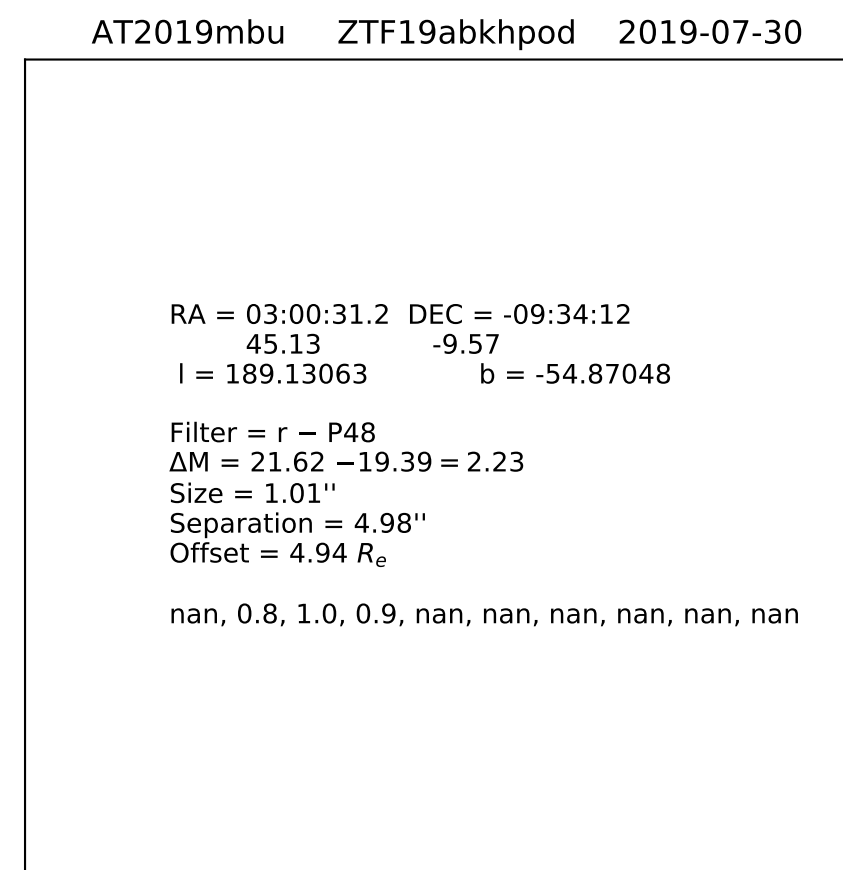 AT2019mbu ZTF19abkhpod 2019-07-30
RA = 03:00:31.2 DEC = -09:34:12
45.13 -9.57
l = 189.13063 b = -54.87048
Filter = r − P48
ΔM = 21.62 −19.39 = 2.23
Size = 1.01''
Separation = 4.98''
Offset = 4.94 Re
nan, 0.8, 1.0, 0.9, nan, nan, nan, nan, nan, nan